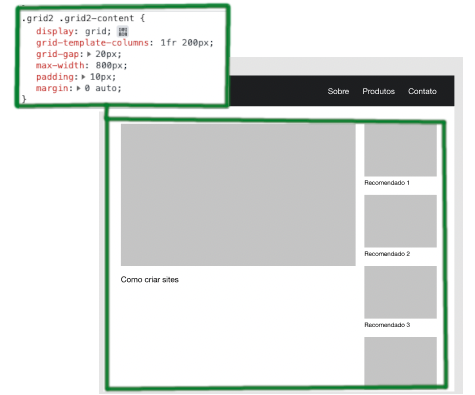 .grid2 .grid2-content {
display: grid;
grid-template-columns: 1fr 200px;
grid-gap: 20px;
max-width: 800px;
padding: 10px;
margin: 0 auto;
}
Sobre Produtos Contato
Recomendado 1
Recomendado 2
Como criar sites
Recomendado 3